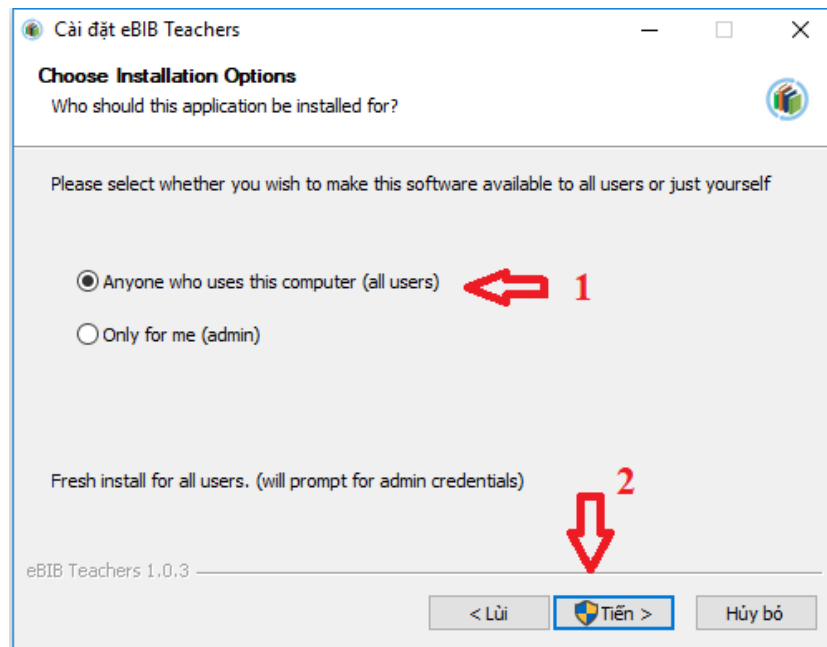 Cài đặt eBIB Teachers
Choose Installation Options
Who should this application be installed for?
Please select whether you wish to make this software available to all users or just yourself
Anyone who uses this computer (all users)
1
Only for me (admin)
Fresh install for all users. (will prompt for admin credentials)
2
eBIB Teachers 1.0.3
< Lùi
Tiến >
Hủy bỏ